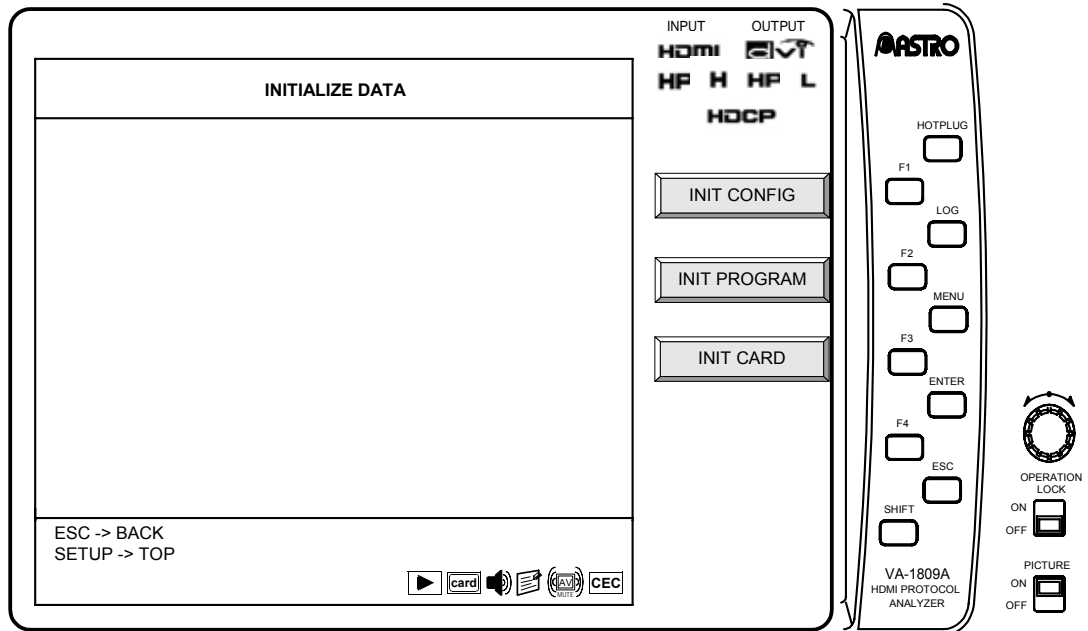 INPUT OUTPUT
HDMI DVI
HP H HP L
HDCP
INITIALIZE DATA
INIT CONFIG
INIT PROGRAM
INIT CARD
ESC -> BACK
SETUP -> TOP
card
AV
MUTE
CEC
ASTRO
HOTPLUG
F1
LOG
F2
MENU
F3
ENTER
F4
ESC
SHIFT
VA-1809A
HDMI PROTOCOL
ANALYZER
OPERATION
LOCK
ON
OFF
PICTURE
ON
OFF